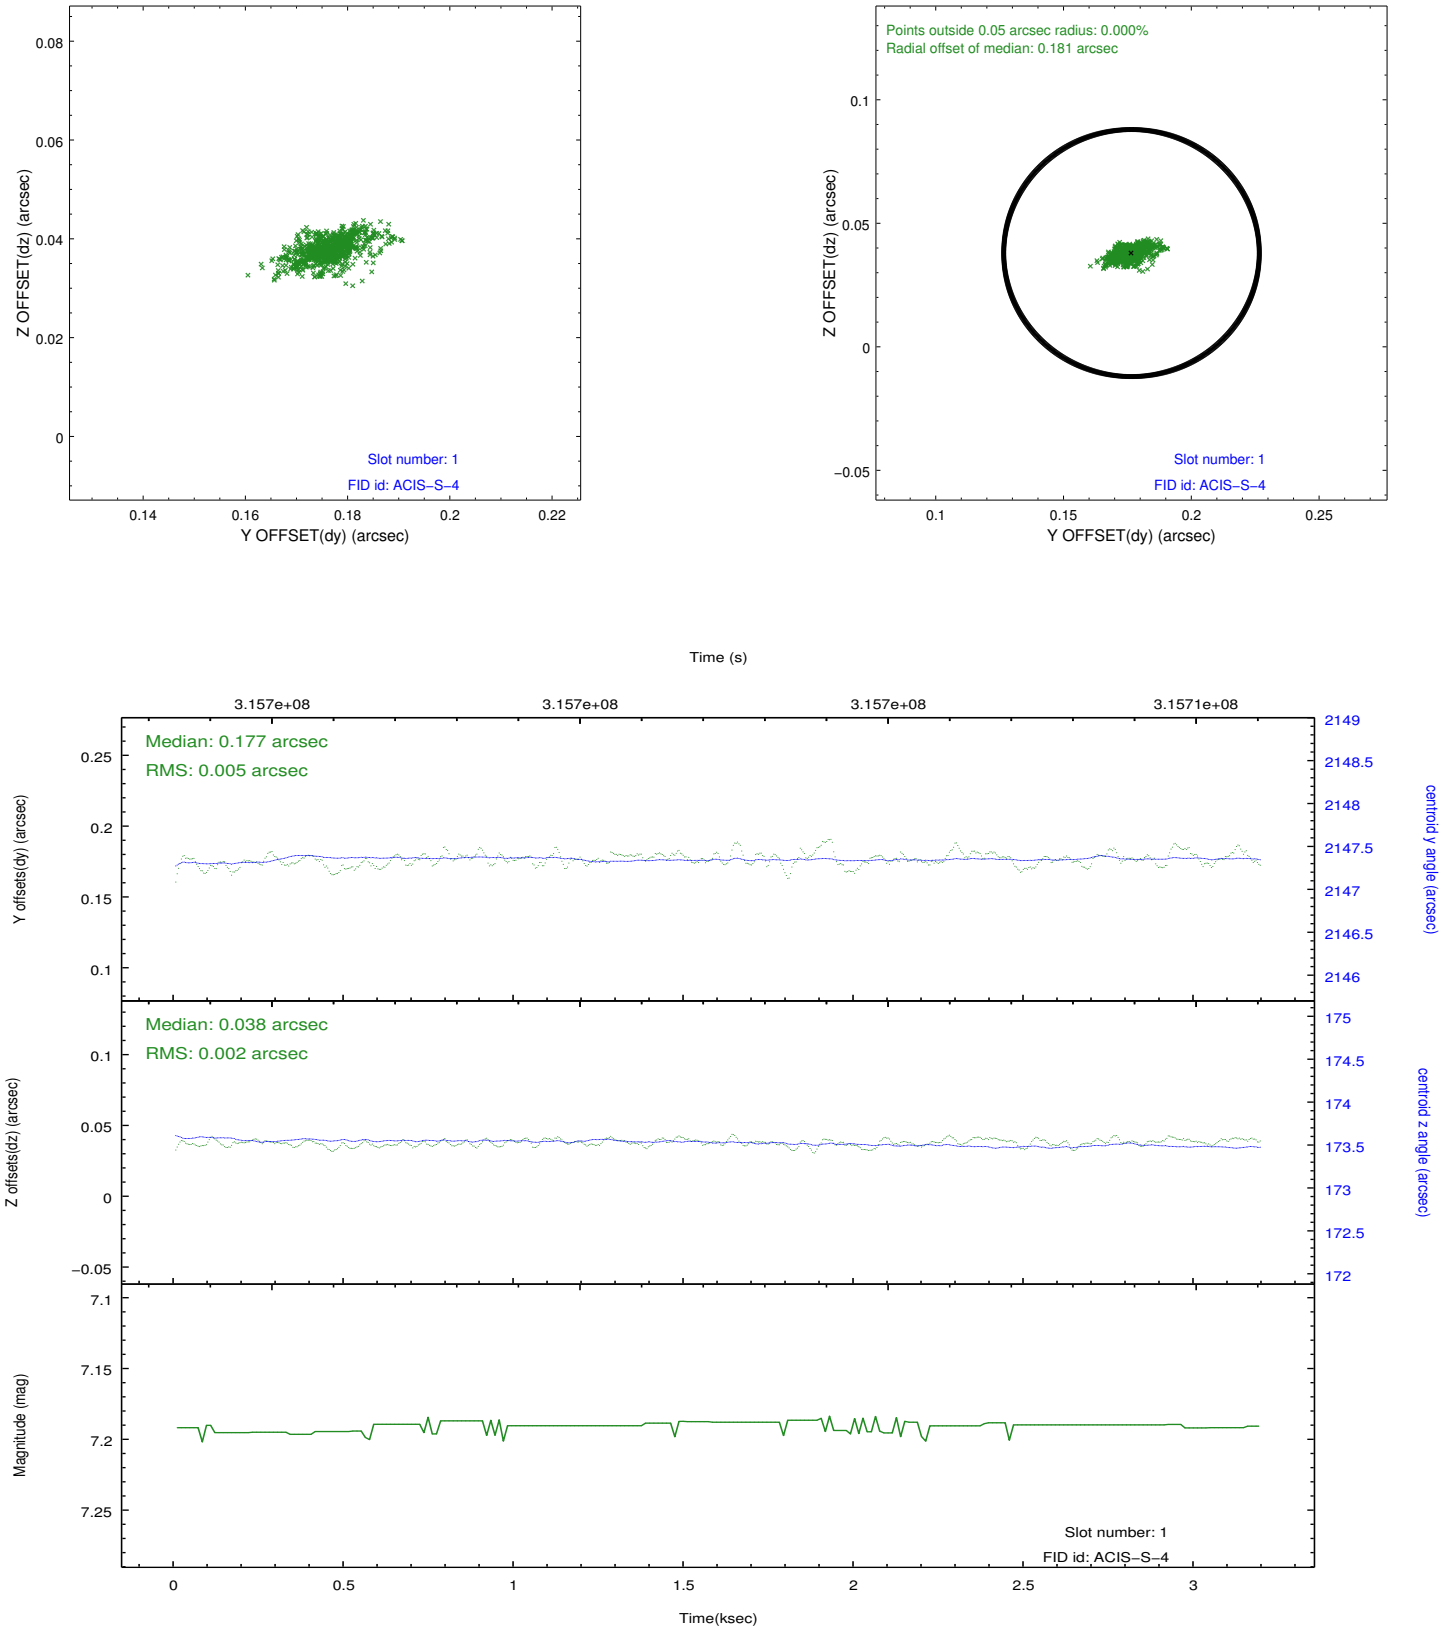 0.08
0.06
0.04
0.02
0
Z OFFSET(dz) (arcsec)
Slot number: 1
FID id: ACIS−S−4
0.14
0.16
0.18
0.2
0.22
Y OFFSET(dy) (arcsec)
Points outside 0.05 arcsec radius: 0.000%
Radial offset of median: 0.181 arcsec
0.1
0.05
0
−0.05
Z OFFSET(dz) (arcsec)
Slot number: 1
FID id: ACIS−S−4
0.1
0.15
0.2
0.25
Y OFFSET(dy) (arcsec)
Time (s)
3.157e+08
3.157e+08
3.157e+08
3.1571e+08
Median: 0.177 arcsec
RMS: 0.005 arcsec
0.25
0.2
0.15
0.1
Y offsets(dy) (arcsec)
2149
2148.5
2148
2147.5
2147
2146.5
2146
centroid y angle (arcsec)
Median: 0.038 arcsec
RMS: 0.002 arcsec
0.1
0.05
0
−0.05
Z offsets(dz) (arcsec)
175
174.5
174
173.5
173
172.5
172
centroid z angle (arcsec)
7.1
7.15
7.2
7.25
Magnitude (mag)
Slot number: 1
FID id: ACIS−S−4
0
0.5
1
1.5
2
2.5
3
Time(ksec)